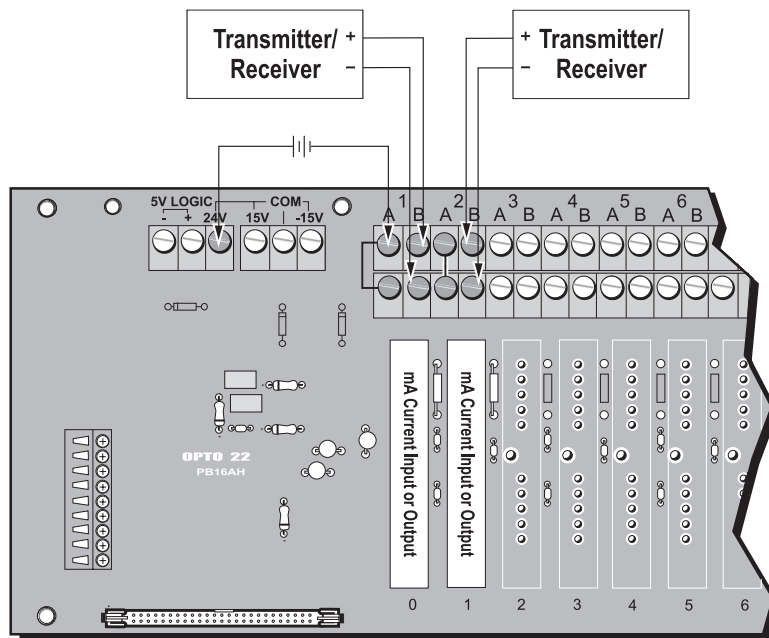 Transmitter/ +
Receiver –
+ Transmitter/
– Receiver
5V LOGIC
- + 24V
COM
15V -15V
1 2 3 4 5 6
A B A B A B A B A B A B
mA Current Input or Output
mA Current Input or Output
OPTO 22
PB16AH
0 1 2 3 4 5 6